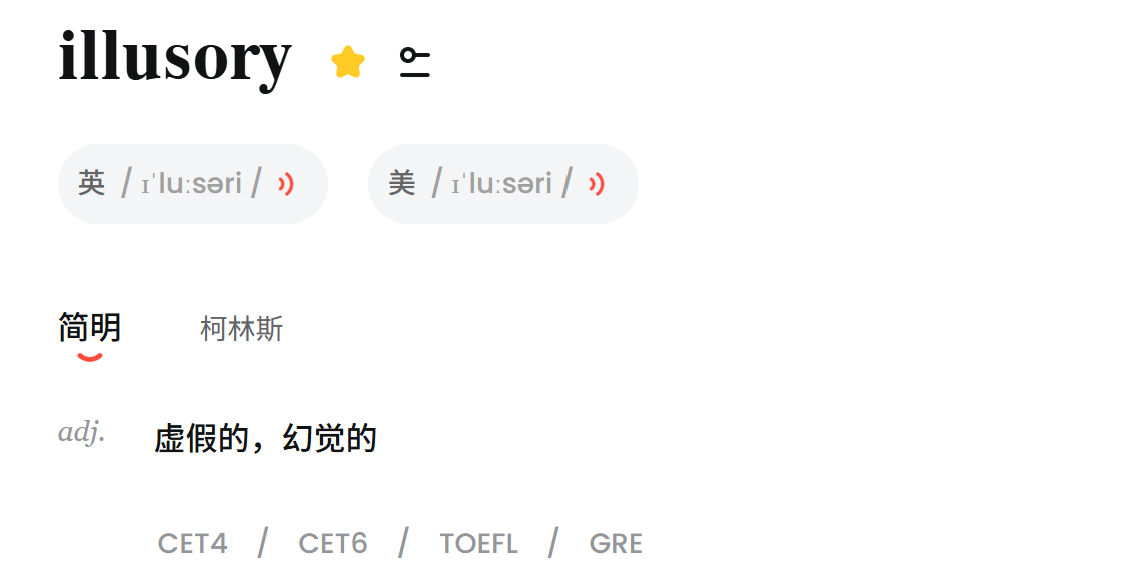 illusory
英 / ɪˈluːsəri / 美 / ɪˈluːsəri /
简明 柯林斯
adj. 虚假的，幻觉的
CET4 / CET6 / TOEFL / GRE